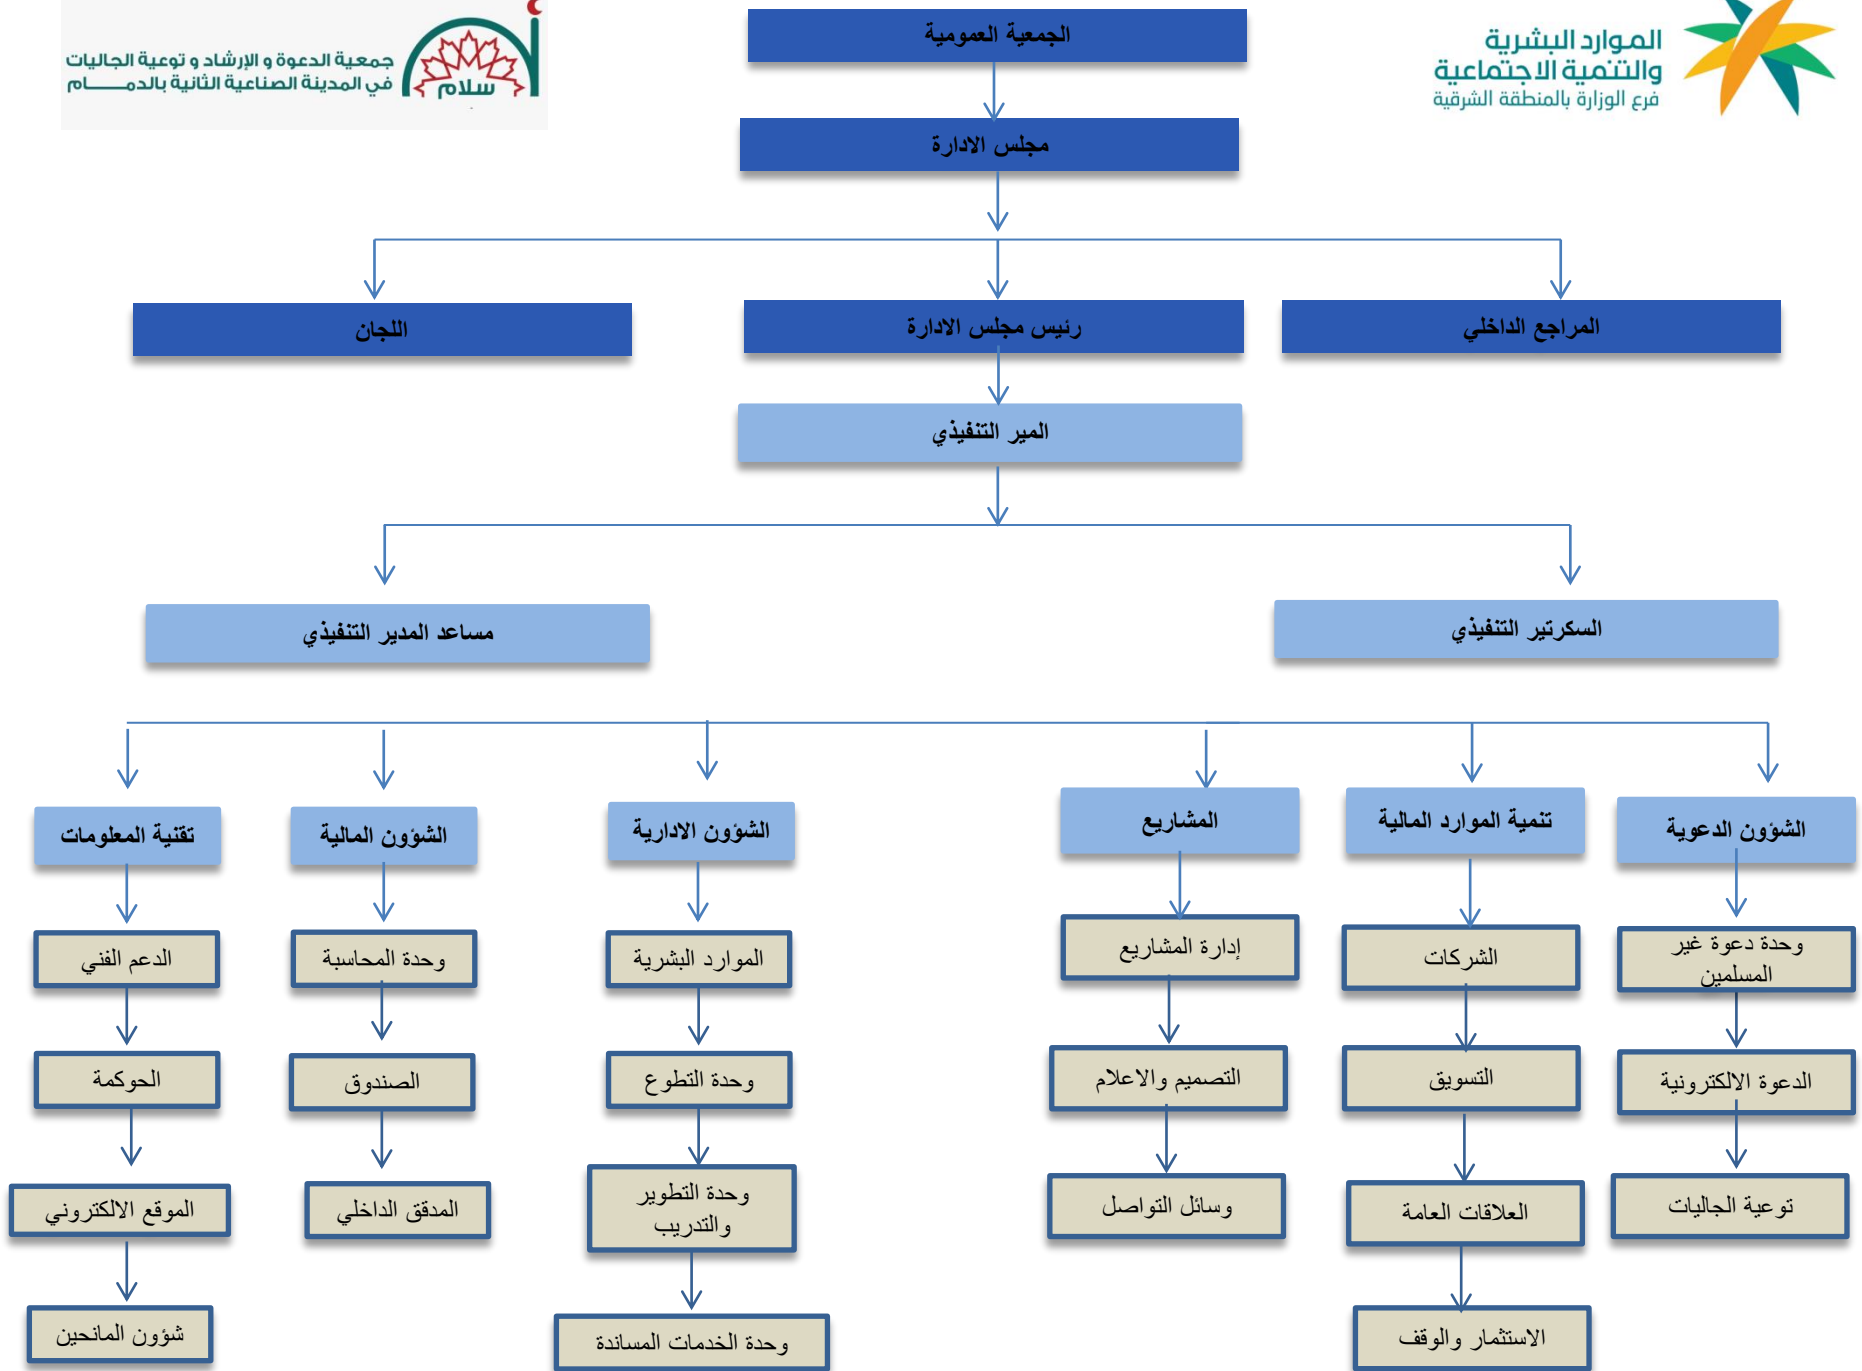 الموارد البشرية
والتنمية الاجتماعية
فرع الوزارة بالمنطقة الشرقية
جمعية الدعوة و الإرشاد و توعية الجاليات
في المدينة الصناعية الثانية بالدمـــــام
سلام
الجمعية العمومية
مجلس الادارة
المراجع الداخلي
رئيس مجلس الادارة
اللجان
المير التنفيذي
السكرتير التنفيذي
مساعد المدير التنفيذي
الشؤون الدعوية
تنمية الموارد المالية
المشاريع
الشؤون الادارية
الشؤون المالية
تقنية المعلومات
وحدة دعوة غير
المسلمين
الشركات
إدارة المشاريع
الموارد البشرية
وحدة المحاسبة
الدعم الفني
الدعوة الالكترونية
التسويق
التصميم والاعلام
وحدة التطوع
الصندوق
الحوكمة
توعية الجاليات
العلاقات العامة
وسائل التواصل
وحدة التطوير
والتدريب
المدقق الداخلي
الموقع الالكتروني
الاستثمار والوقف
وحدة الخدمات المساندة
شؤون المانحين